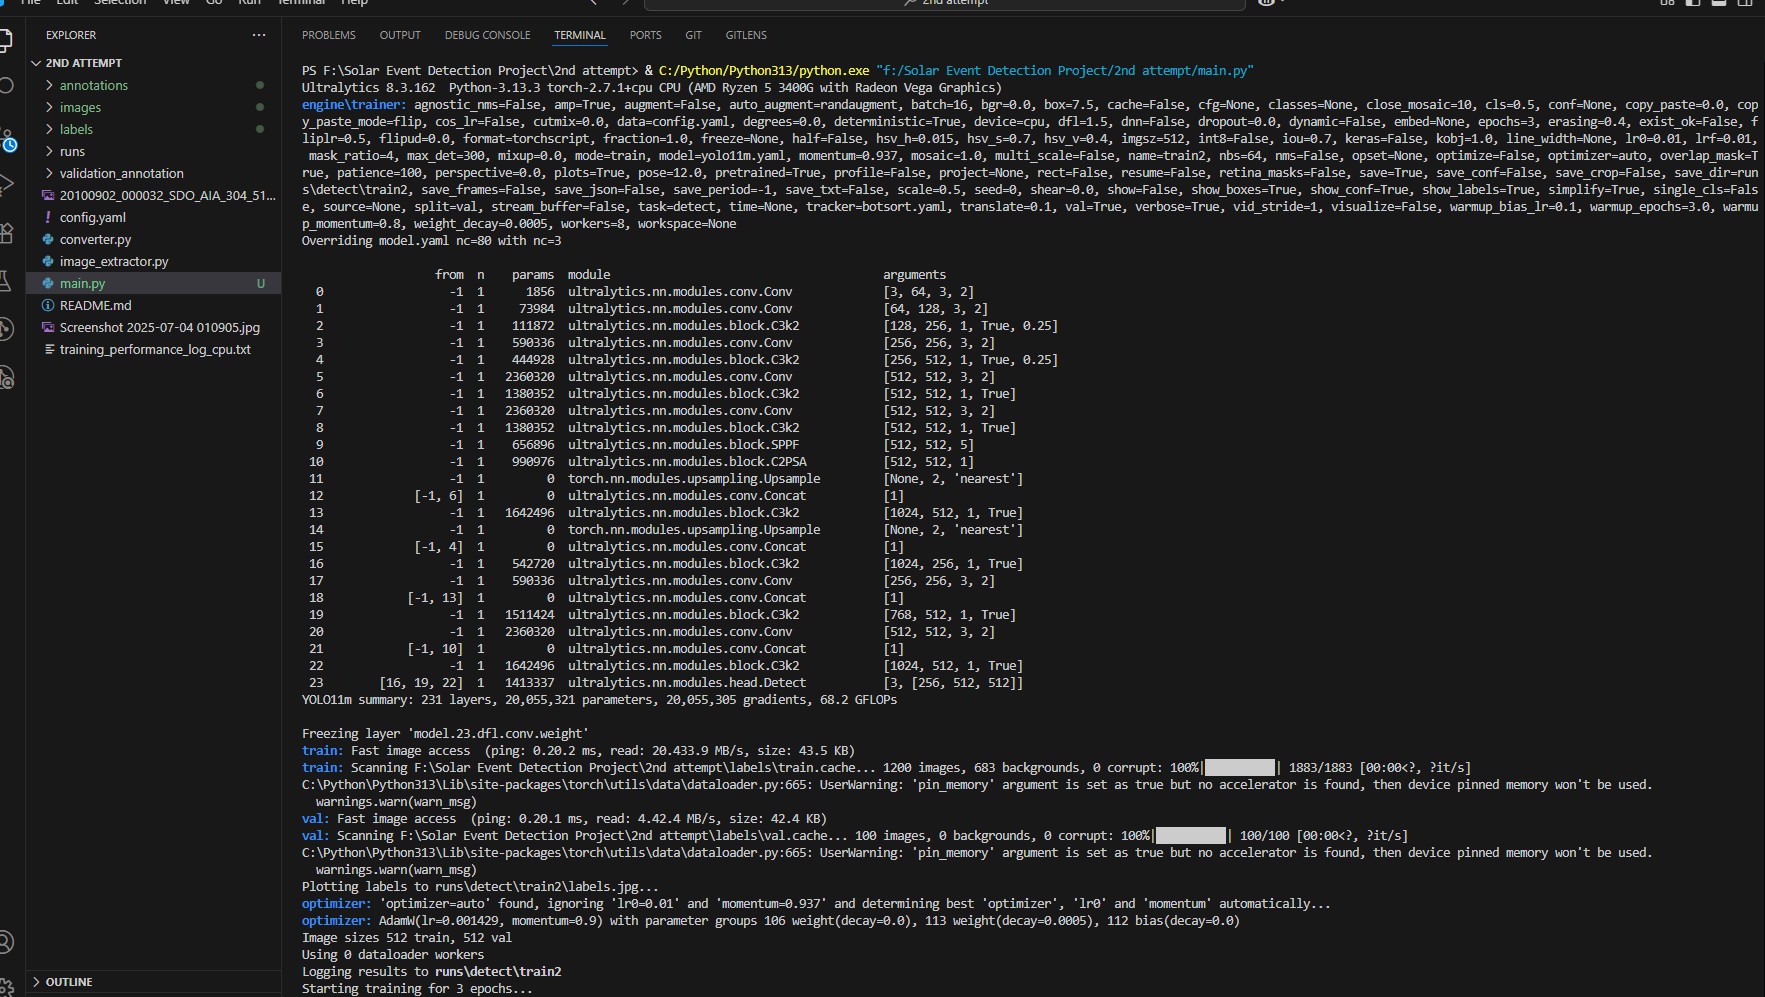 File Edit Selection View Go Run Terminal Help
2nd attempt
EXPLORER
2ND ATTEMPT
annotations
images
labels
runs
validation_annotation
20100902_000032_SDO_AIA_304_51...
! config.yaml
converter.py
image_extractor.py
main.py U
README.md
Screenshot 2025-07-04 010905.jpg
training_performance_log_cpu.txt
OUTLINE
PROBLEMS OUTPUT DEBUG CONSOLE TERMINAL PORTS GIT GITLENS
PS F:\Solar Event Detection Project\2nd attempt> & C:/Python/Python313/python.exe "f:/Solar Event Detection Project/2nd attempt/main.py"
Ultralytics 8.3.162 Python-3.13.3 torch-2.7.1+cpu CPU (AMD Ryzen 5 3400G with Radeon Vega Graphics)
engine\trainer: agnostic_nms=False, amp=True, augment=False, auto_augment=randaugment, batch=16, bgr=0.0, box=7.5, cache=False, cfg=None, classes=None, close_mosaic=10, cls=0.5, conf=None, copy_paste=0.0, cop
y_paste_mode=flip, cos_lr=False, cutmix=0.0, data=config.yaml, degrees=0.0, deterministic=True, device=cpu, dfl=1.5, dnn=False, dropout=0.0, dynamic=False, embed=None, epochs=3, erasing=0.4, exist_ok=False, f
liplr=0.5, flipud=0.0, format=torchscript, fraction=1.0, freeze=None, half=False, hsv_h=0.015, hsv_s=0.7, hsv_v=0.4, imgsz=512, int8=False, iou=0.7, keras=False, kobj=1.0, line_width=None, lr0=0.01, lrf=0.01,
mask_ratio=4, max_det=300, mixup=0.0, mode=train, model=yolo11m.yaml, momentum=0.937, mosaic=1.0, multi_scale=False, name=train2, nbs=64, nms=False, opset=None, optimize=False, optimizer=auto, overlap_mask=T
rue, patience=100, perspective=0.0, plots=True, pose=12.0, pretrained=True, profile=False, project=None, rect=False, resume=False, retina_masks=False, save=True, save_conf=False, save_crop=False, save_dir=run
s\detect\train2, save_frames=False, save_json=False, save_period=-1, save_txt=False, scale=0.5, seed=0, shear=0.0, show=False, show_boxes=True, show_conf=True, show_labels=True, simplify=True, single_cls=Fals
e, source=None, split=val, stream_buffer=False, task=detect, time=None, tracker=botsort.yaml, translate=0.1, val=True, verbose=True, vid_stride=1, visualize=False, warmup_bias_lr=0.1, warmup_epochs=3.0, warmu
p_momentum=0.8, weight_decay=0.0005, workers=8, workspace=None
Overriding model.yaml nc=80 with nc=3
from n params module arguments
0 -1 1 1856 ultralytics.nn.modules.conv.Conv [3, 64, 3, 2]
1 -1 1 73984 ultralytics.nn.modules.conv.Conv [64, 128, 3, 2]
2 -1 1 111872 ultralytics.nn.modules.block.C3k2 [128, 256, 1, True, 0.25]
3 -1 1 590336 ultralytics.nn.modules.conv.Conv [256, 256, 3, 2]
4 -1 1 444928 ultralytics.nn.modules.block.C3k2 [256, 512, 1, True, 0.25]
5 -1 1 2360320 ultralytics.nn.modules.conv.Conv [512, 512, 3, 2]
6 -1 1 1380352 ultralytics.nn.modules.block.C3k2 [512, 512, 1, True]
7 -1 1 2360320 ultralytics.nn.modules.conv.Conv [512, 512, 3, 2]
8 -1 1 1380352 ultralytics.nn.modules.block.C3k2 [512, 512, 1, True]
9 -1 1 656896 ultralytics.nn.modules.block.SPPF [512, 512, 5]
10 -1 1 990976 ultralytics.nn.modules.block.C2PSA [512, 512, 1]
11 -1 1 0 torch.nn.modules.upsampling.Upsample [None, 2, 'nearest']
12 [-1, 6] 1 0 ultralytics.nn.modules.conv.Concat [1]
13 -1 1 1642496 ultralytics.nn.modules.block.C3k2 [1024, 512, 1, True]
14 -1 1 0 torch.nn.modules.upsampling.Upsample [None, 2, 'nearest']
15 [-1, 4] 1 0 ultralytics.nn.modules.conv.Concat [1]
16 -1 1 542720 ultralytics.nn.modules.block.C3k2 [1024, 256, 1, True]
17 -1 1 590336 ultralytics.nn.modules.conv.Conv [256, 256, 3, 2]
18 [-1, 13] 1 0 ultralytics.nn.modules.conv.Concat [1]
19 -1 1 1511424 ultralytics.nn.modules.block.C3k2 [768, 512, 1, True]
20 -1 1 2360320 ultralytics.nn.modules.conv.Conv [512, 512, 3, 2]
21 [-1, 10] 1 0 ultralytics.nn.modules.conv.Concat [1]
22 -1 1 1642496 ultralytics.nn.modules.block.C3k2 [1024, 512, 1, True]
23 [16, 19, 22] 1 1413337 ultralytics.nn.modules.head.Detect [3, [256, 512, 512]]
YOLO11m summary: 231 layers, 20,055,321 parameters, 20,055,305 gradients, 68.2 GFLOPs
Freezing layer 'model.23.dfl.conv.weight'
train: Fast image access (ping: 0.20.2 ms, read: 20.433.9 MB/s, size: 43.5 KB)
train: Scanning F:\Solar Event Detection Project\2nd attempt\labels\train.cache... 1200 images, 683 backgrounds, 0 corrupt: 100%|██████████| 1883/1883 [00:00<?, ?it/s]
C:\Python\Python313\Lib\site-packages\torch\utils\data\dataloader.py:665: UserWarning: 'pin_memory' argument is set as true but no accelerator is found, then device pinned memory won't be used.
warnings.warn(warn_msg)
val: Fast image access (ping: 0.20.1 ms, read: 4.42.4 MB/s, size: 42.4 KB)
val: Scanning F:\Solar Event Detection Project\2nd attempt\labels\val.cache... 100 images, 0 backgrounds, 0 corrupt: 100%|██████████| 100/100 [00:00<?, ?it/s]
C:\Python\Python313\Lib\site-packages\torch\utils\data\dataloader.py:665: UserWarning: 'pin_memory' argument is set as true but no accelerator is found, then device pinned memory won't be used.
warnings.warn(warn_msg)
Plotting labels to runs\detect\train2\labels.jpg...
optimizer: 'optimizer=auto' found, ignoring 'lr0=0.01' and 'momentum=0.937' and determining best 'optimizer', 'lr0' and 'momentum' automatically...
optimizer: AdamW(lr=0.001429, momentum=0.9) with parameter groups 106 weight(decay=0.0), 113 weight(decay=0.0005), 112 bias(decay=0.0)
Image sizes 512 train, 512 val
Using 0 dataloader workers
Logging results to runs\detect\train2
Starting training for 3 epochs...